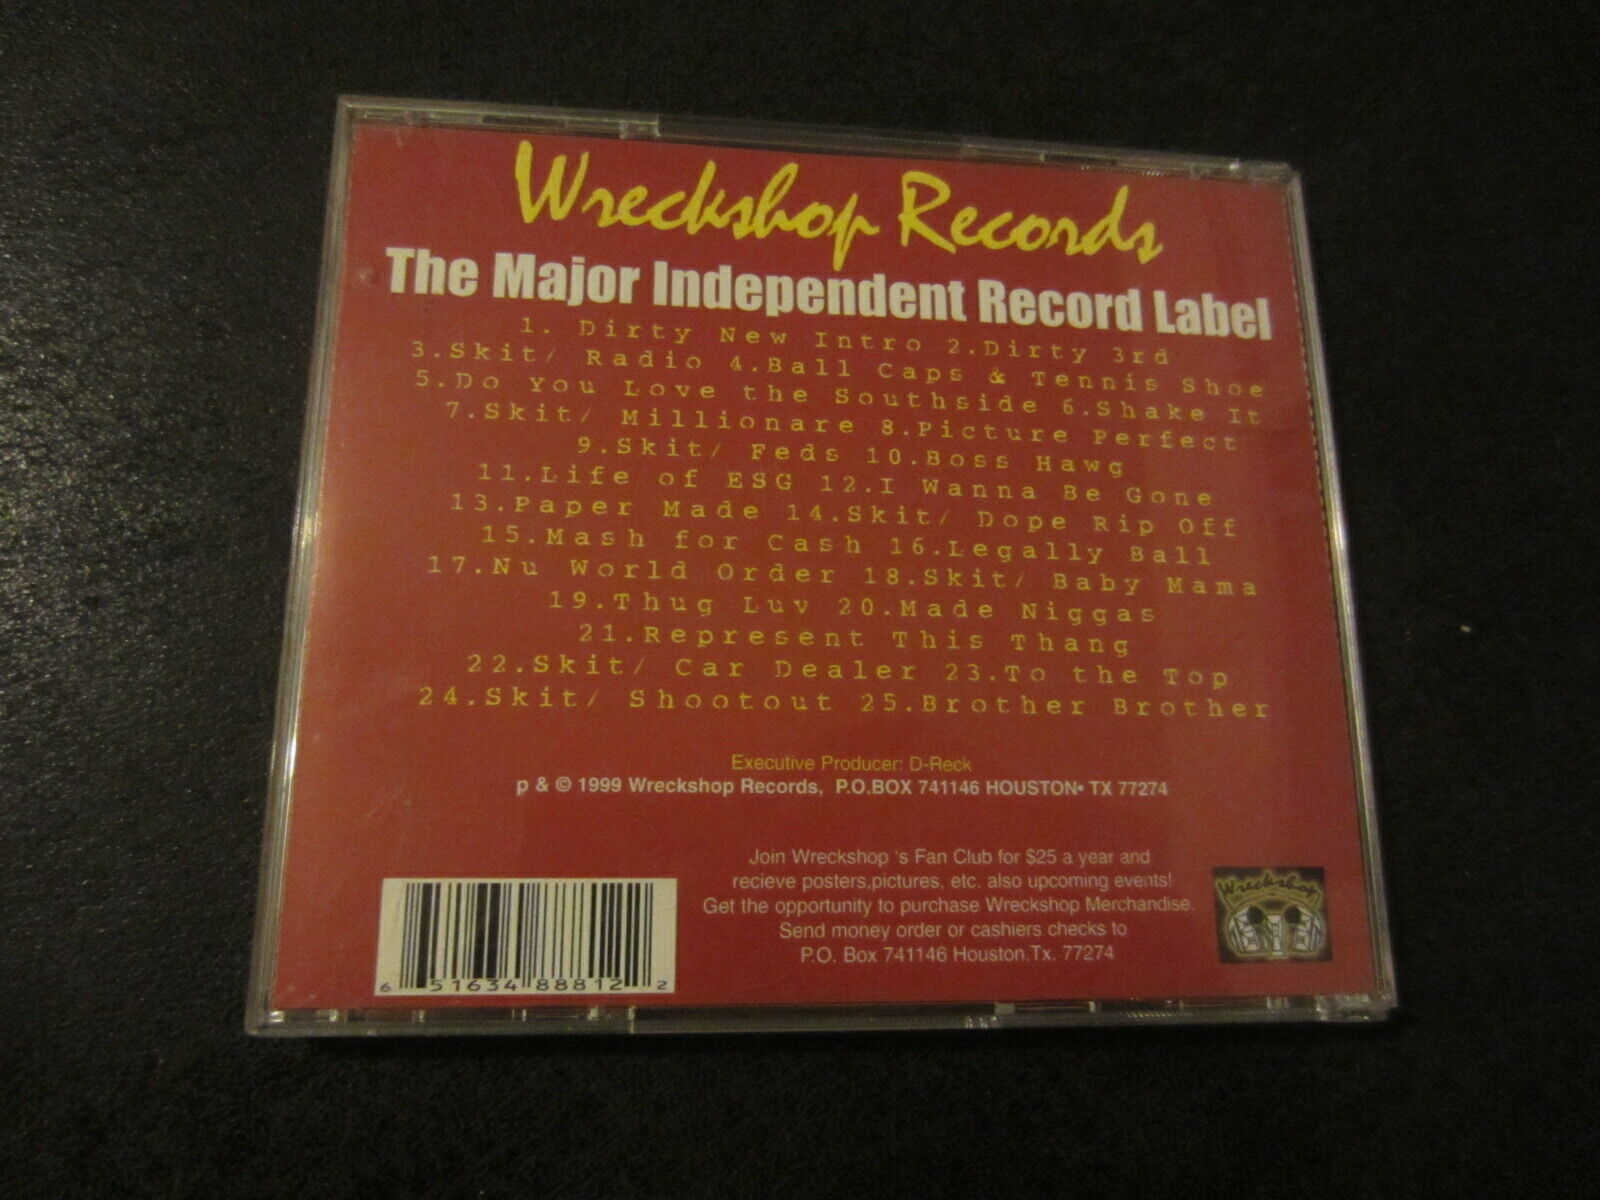 Wreckshop Records
The Major Independent Record Label
1. Dirty New Intro 2.Dirty 3rd
3.Skit/ Radio 4.Ball Caps & Tennis Shoe
5.Do You Love the Southside 6.Shake It
7.Skit/ Millionare 8.Picture Perfect
9.Skit/ Feds 10.Boss Hawg
11.Life of ESG 12.I Wanna Be Gone
13.Paper Made 14.Skit/ Dope Rip Off
15.Mash for Cash 16.Legally Ball
17.Nu World Order 18.Skit/ Baby Mama
19.Thug Luv 20.Made Niggas
21.Represent This Thang
22.Skit/ Car Dealer 23.To the Top
24.Skit/ Shootout 25.Brother Brother
Executive Producer: D-Reck
p & © 1999 Wreckshop Records, P.O.BOX 741146 HOUSTON• TX 77274
Join Wreckshop 's Fan Club for $25 a year and
recieve posters,pictures, etc. also upcoming events!
Get the opportunity to purchase Wreckshop Merchandise.
Send money order or cashiers checks to
P.O. Box 741146 Houston,Tx. 77274
Wreckshop
6 51634 88812 2